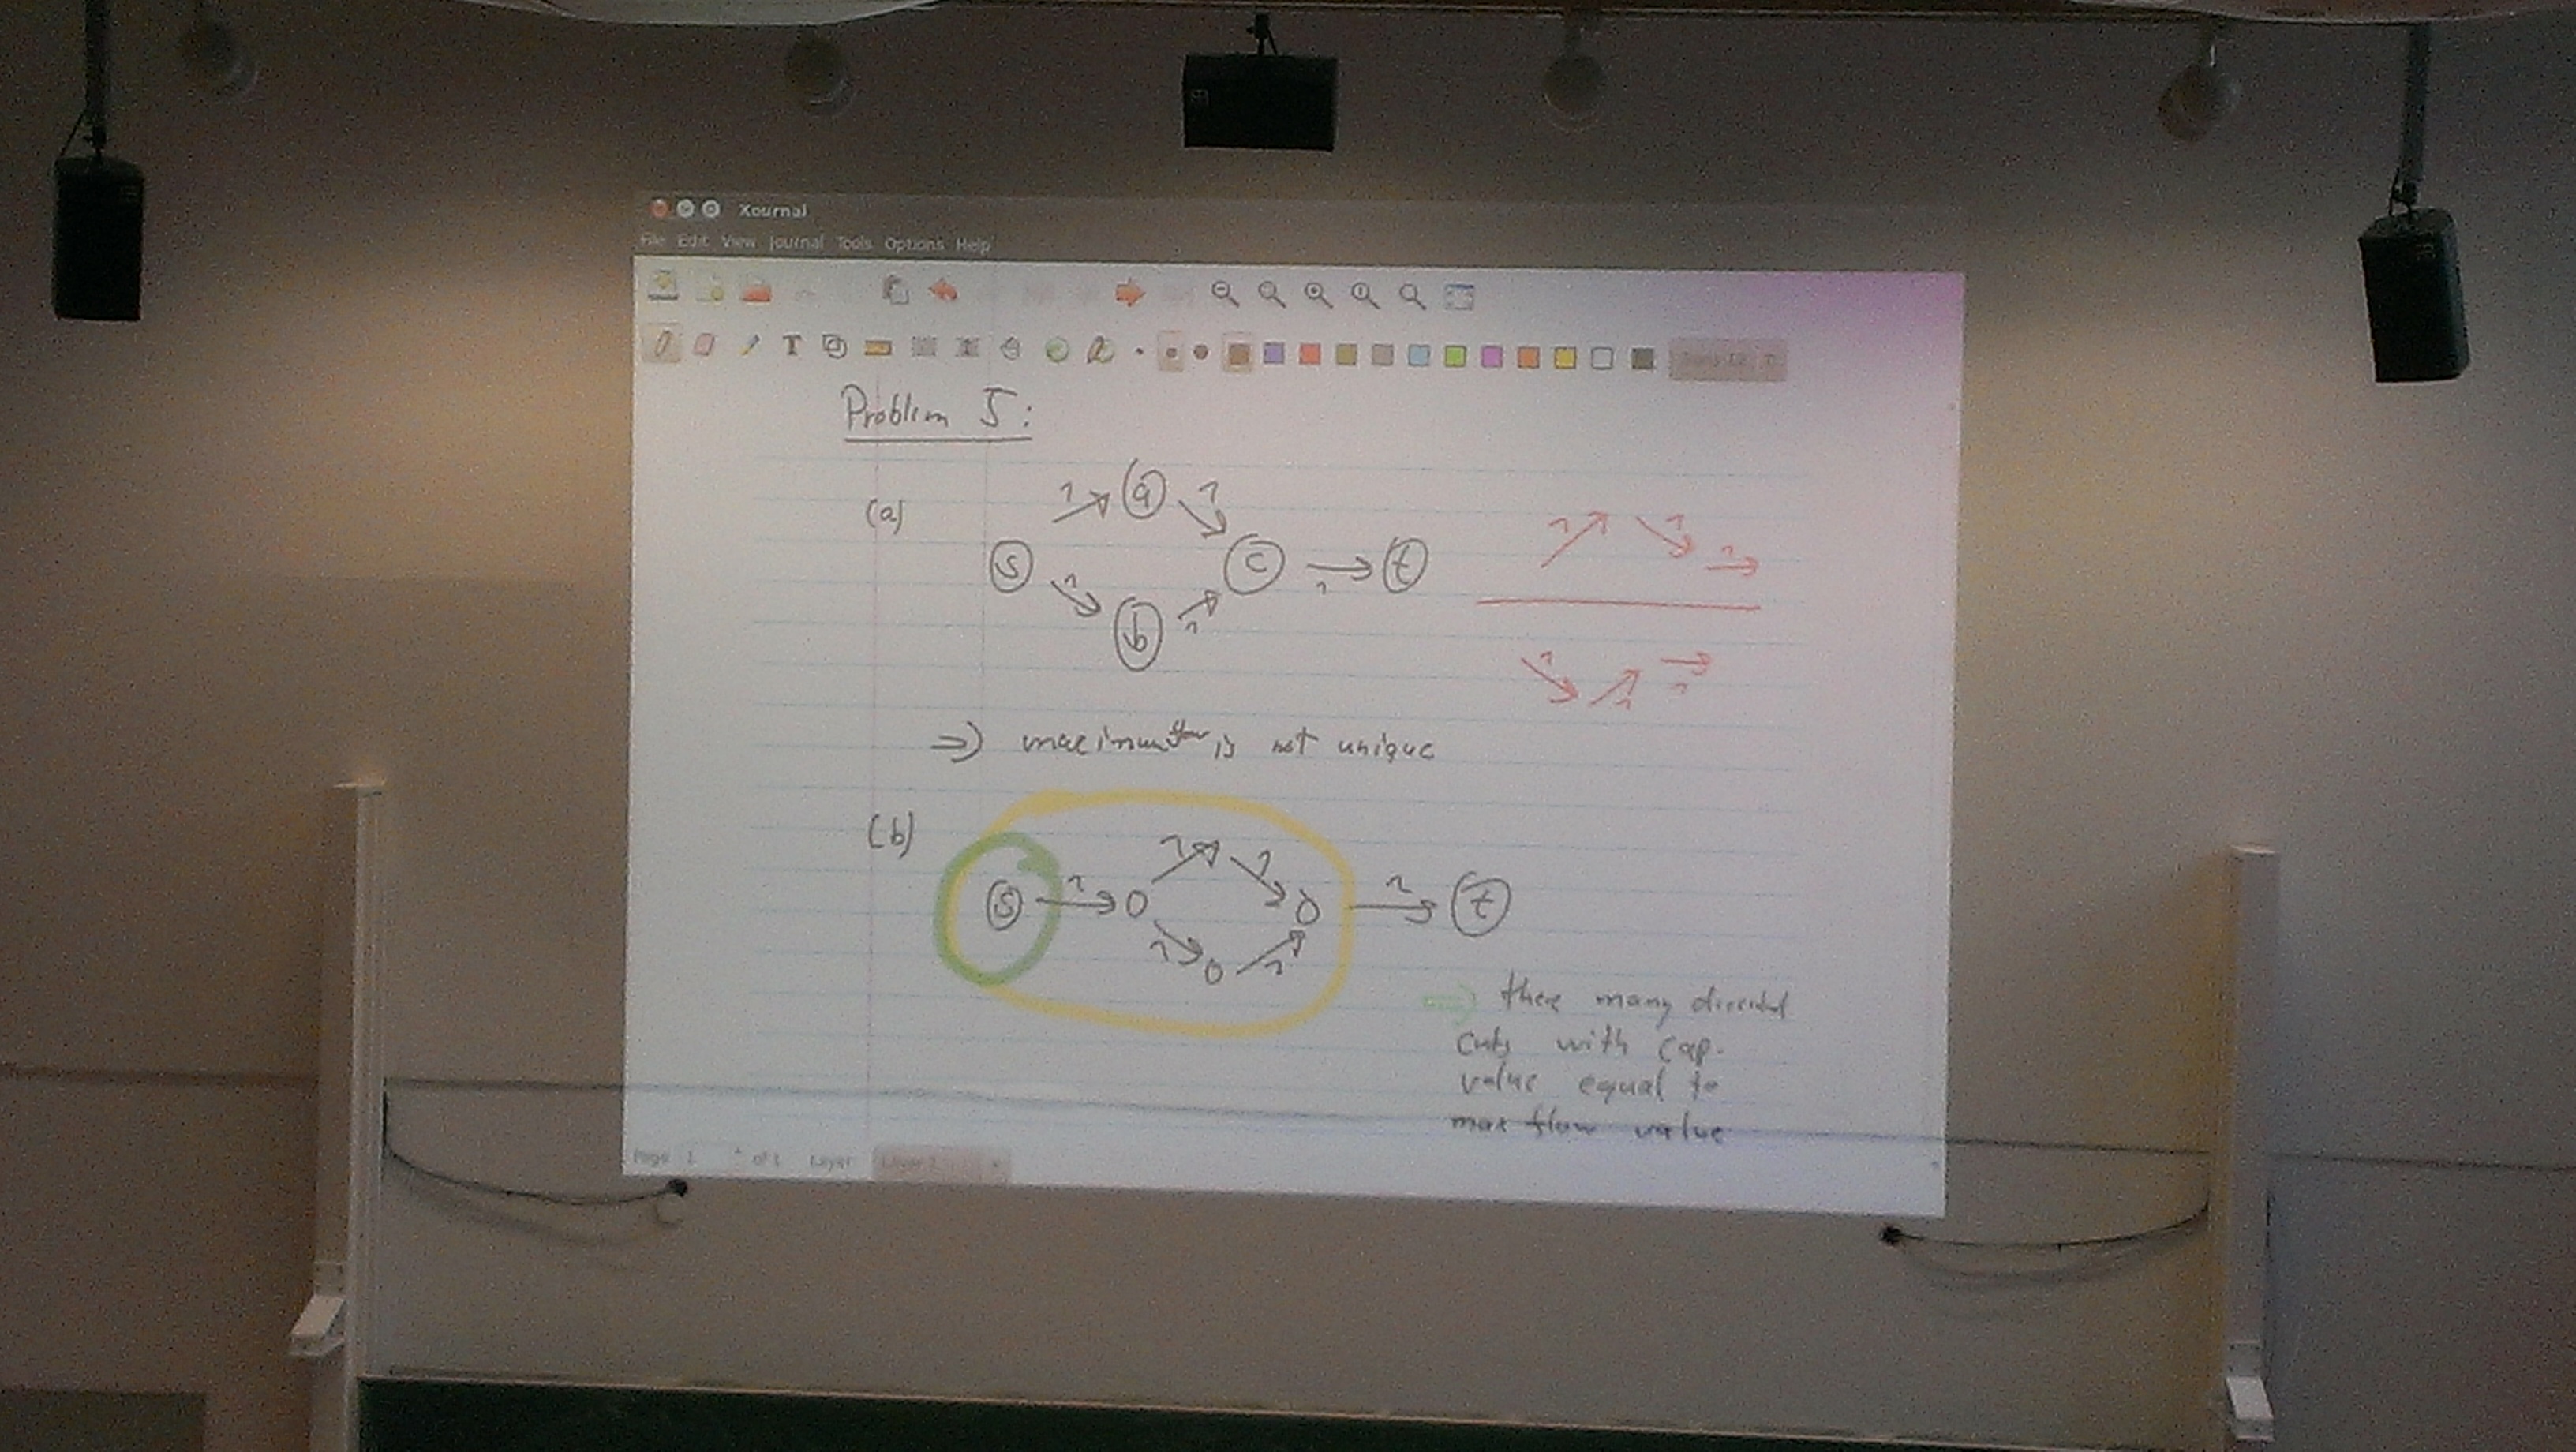 Xournal
File Edit View Journal Tools Options Help
T
Problem 5:
(a)
1 a 1
s c 1 t
1 b 1
1 1 1
1 1 1
=) maximum flow is not unique
(b)
1 1
s 1 1 t
1 1
=) there many directed
cuts with cap.
value equal to
max flow value
Page 1 of 1 Layer